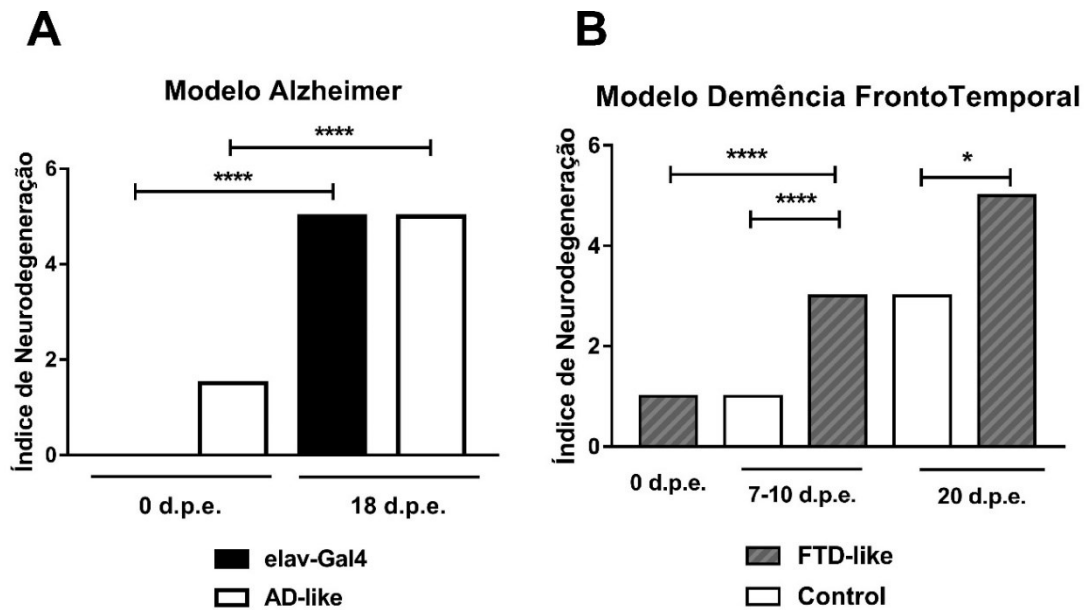 A
Modelo Alzheimer
Índice de Neurodegeneração
6
4
2
0
****
****
0 d.p.e.
18 d.p.e.
elav-Gal4
AD-like
B
Modelo Demência FrontoTemporal
Índice de Neurodegeneração
6
4
2
0
****
****
*
0 d.p.e.
7-10 d.p.e.
20 d.p.e.
FTD-like
Control